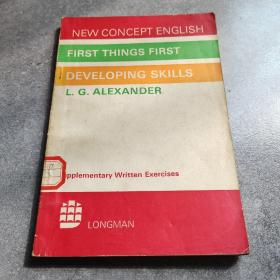 NEW CONCEPT ENGLISH
FIRST THINGS FIRST
DEVELOPING SKILLS
L. G. ALEXANDER
pplementary Written Exercises
LONGMAN